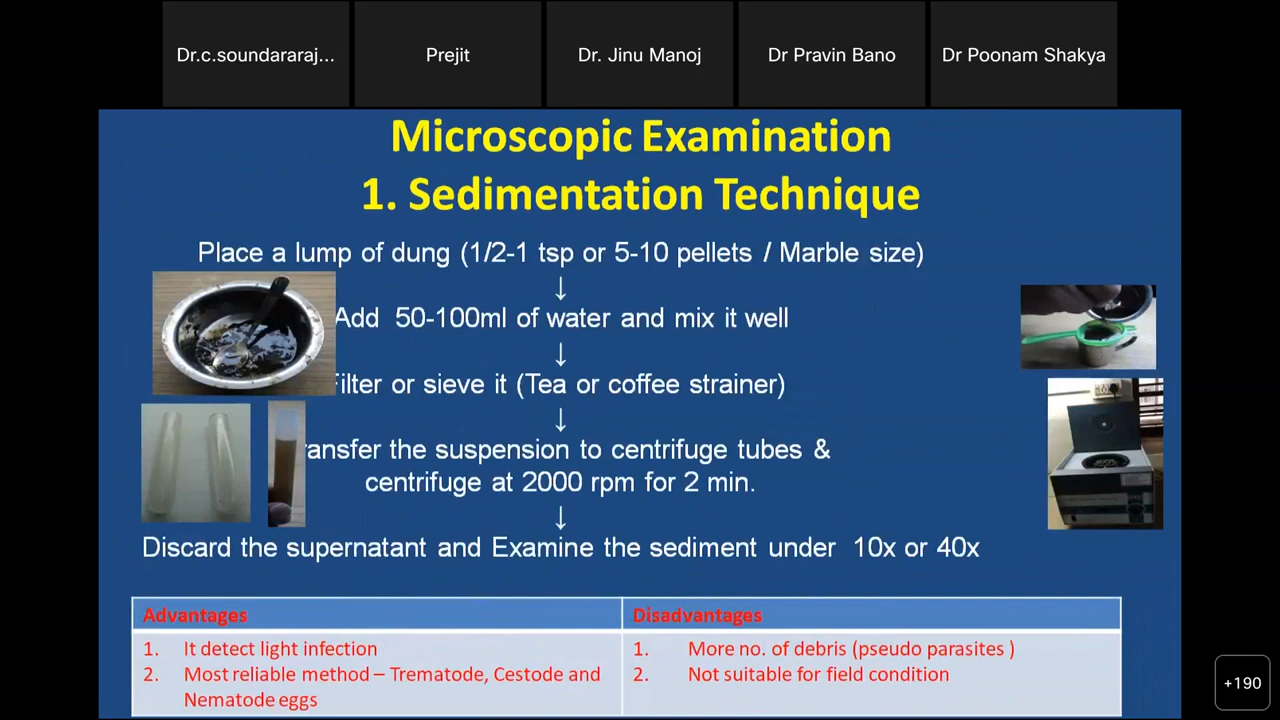 Dr.c.soundararaj...
Prejit
Dr. Jinu Manoj
Dr Pravin Bano
Dr Poonam Shakya
Microscopic Examination
1. Sedimentation Technique
Place a lump of dung (1/2-1 tsp or 5-10 pellets / Marble size)
↓
Add 50-100ml of water and mix it well
↓
ilter or sieve it (Tea or coffee strainer)
↓
ansfer the suspension to centrifuge tubes &
centrifuge at 2000 rpm for 2 min.
↓
Discard the supernatant and Examine the sediment under 10x or 40x
Advantages
1. It detect light infection
2. Most reliable method – Trematode, Cestode and
Nematode eggs
Disadvantages
1. More no. of debris (pseudo parasites )
2. Not suitable for field condition
+190